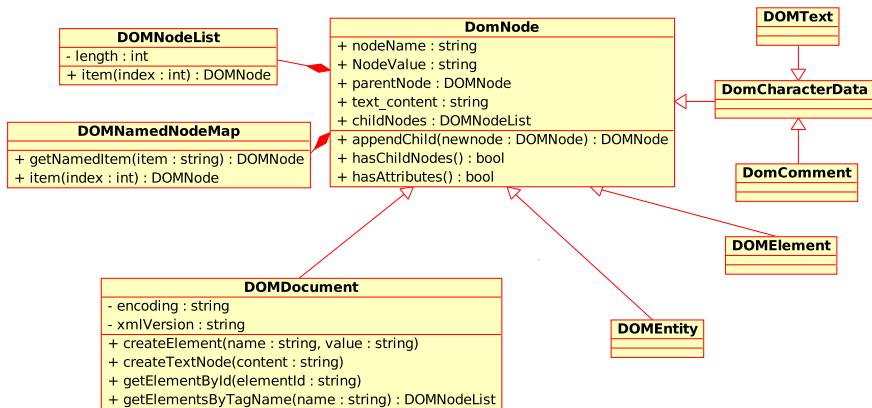 DOMNodeList
- length : int
+ item(index : int) : DOMNode
DomNode
+ nodeName : string
+ NodeValue : string
+ parentNode : DOMNode
+ text_content : string
+ childNodes : DOMNodeList
+ appendChild(newnode : DOMNode) : DOMNode
+ hasChildNodes() : bool
+ hasAttributes() : bool
DOMText
DomCharacterData
DomComment
DOMNamedNodeMap
+ getNamedItem(item : string) : DOMNode
+ item(index : int) : DOMNode
DOMElement
DOMEntity
DOMDocument
- encoding : string
- xmlVersion : string
+ createElement(name : string, value : string)
+ createTextNode(content : string)
+ getElementById(elementId : string)
+ getElementsByTagName(name : string) : DOMNodeList